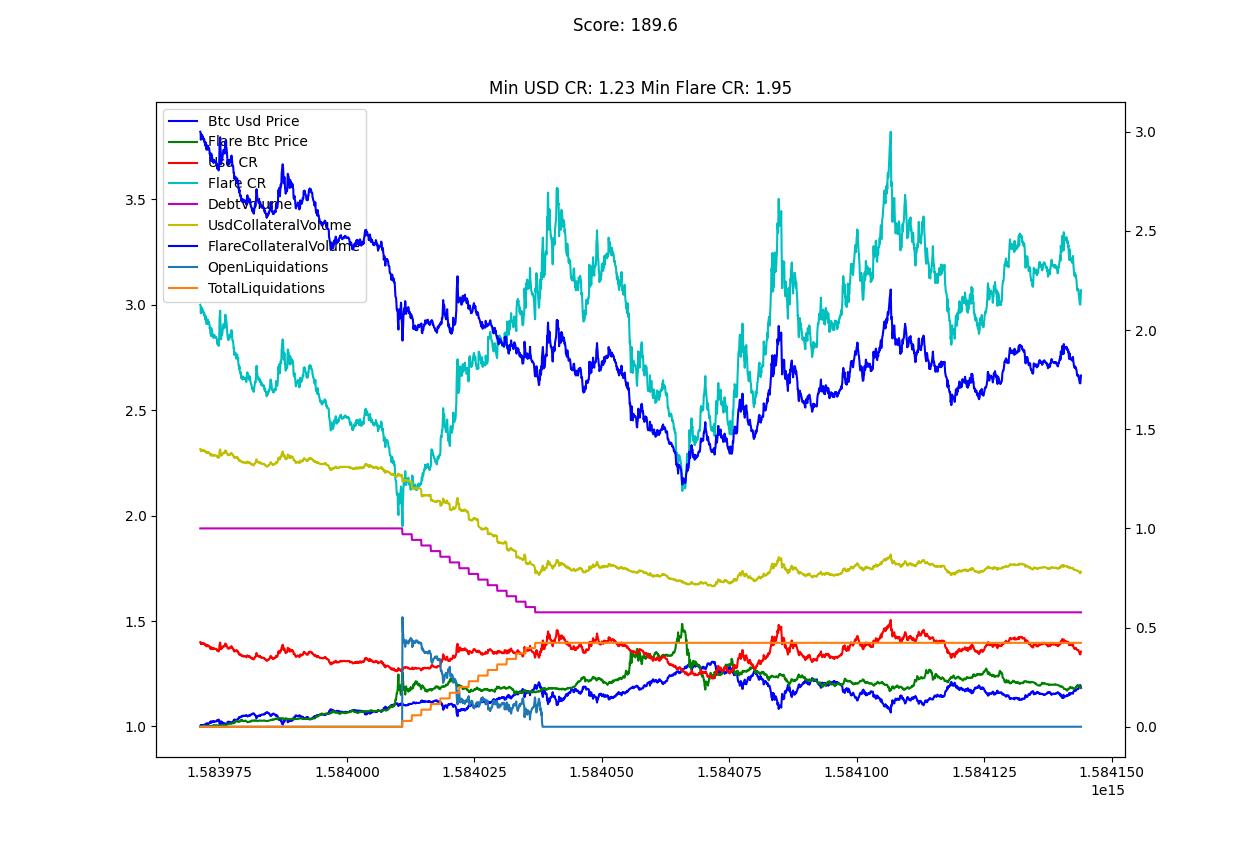 Score: 189.6
Min USD CR: 1.23 Min Flare CR: 1.95
Btc Usd Price
Flare Btc Price
Usd CR
Flare CR
DebtVolume
UsdCollateralVolume
FlareCollateralVolume
OpenLiquidations
TotalLiquidations
3.5
3.0
2.5
2.0
1.5
1.0
3.0
2.5
2.0
1.5
1.0
0.5
0.0
1.583975 1.584000 1.584025 1.584050 1.584075 1.584100 1.584125 1.584150
1e15